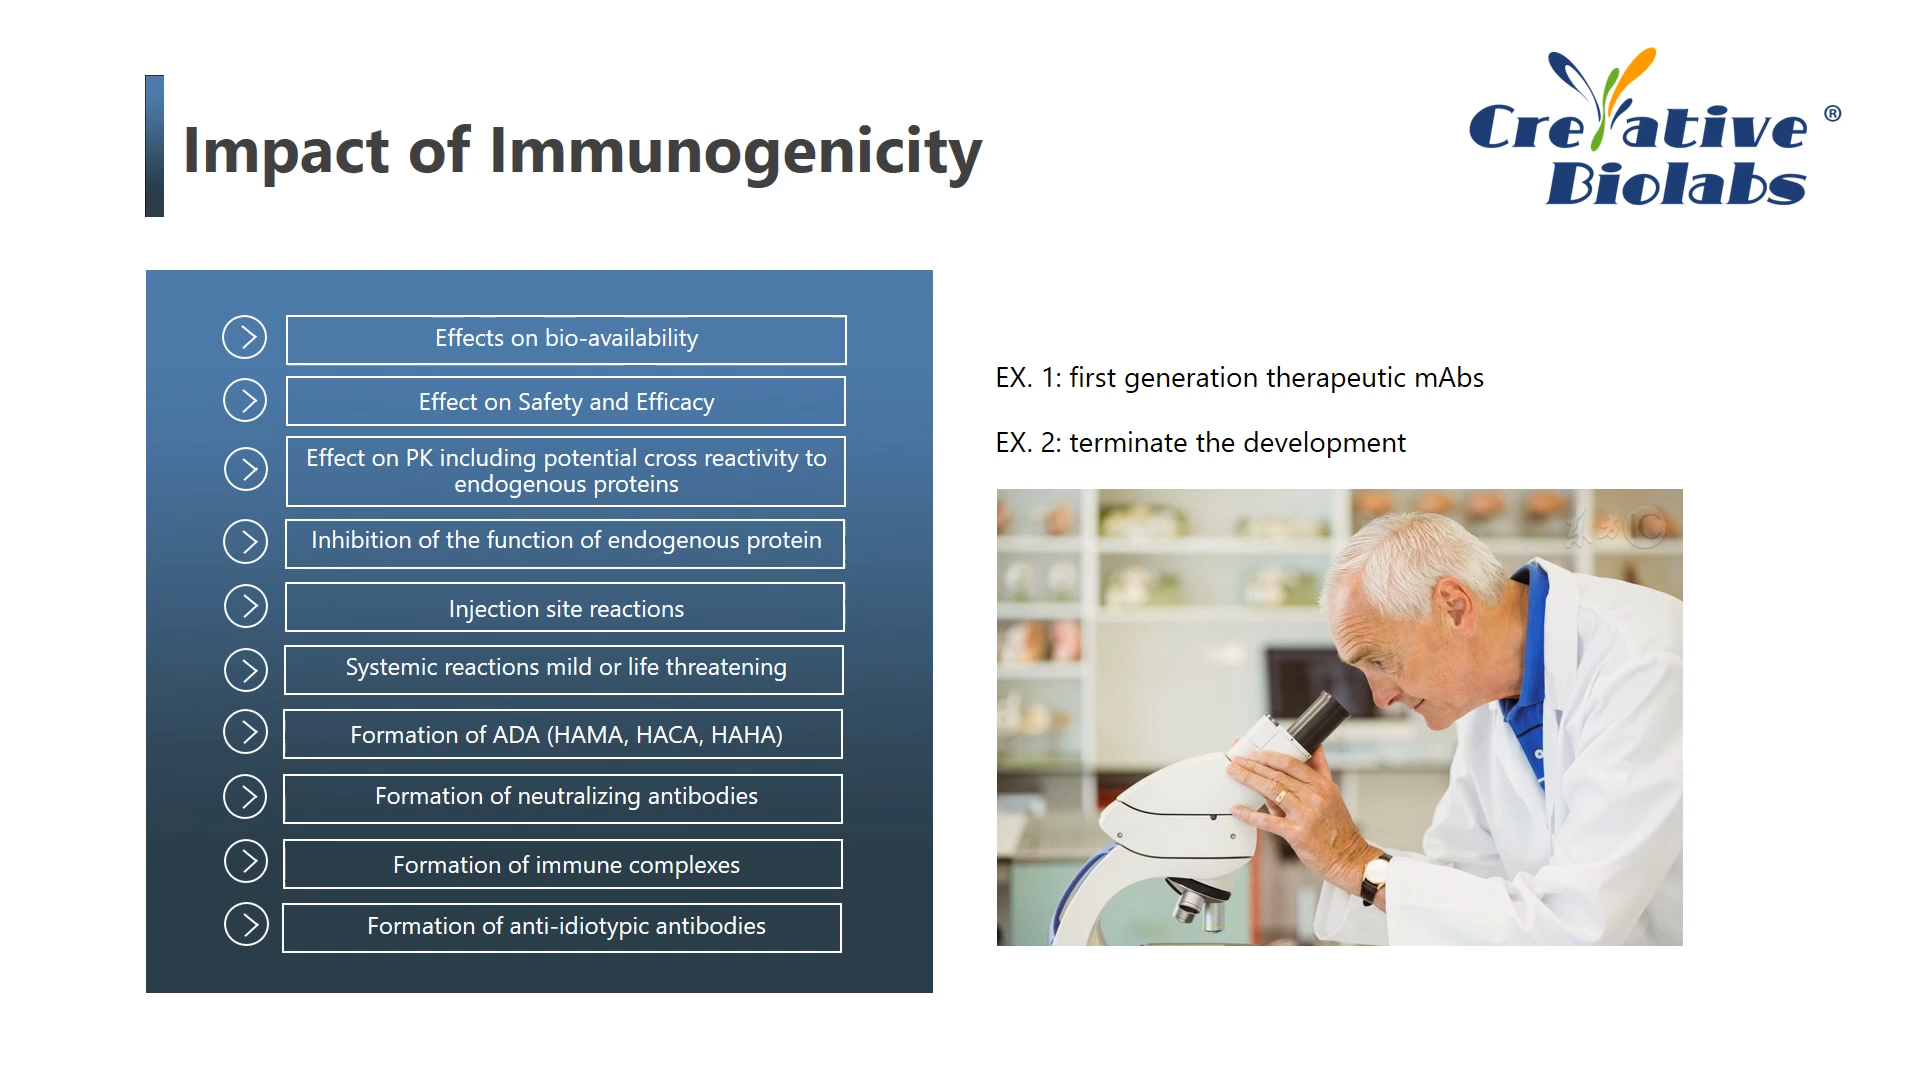 Impact of Immunogenicity
Cre ative ®
Biolabs
Effects on bio-availability
Effect on Safety and Efficacy
Effect on PK including potential cross reactivity to
endogenous proteins
Inhibition of the function of endogenous protein
Injection site reactions
Systemic reactions mild or life threatening
Formation of ADA (HAMA, HACA, HAHA)
Formation of neutralizing antibodies
Formation of immune complexes
Formation of anti-idiotypic antibodies
EX. 1: first generation therapeutic mAbs
EX. 2: terminate the development
IC